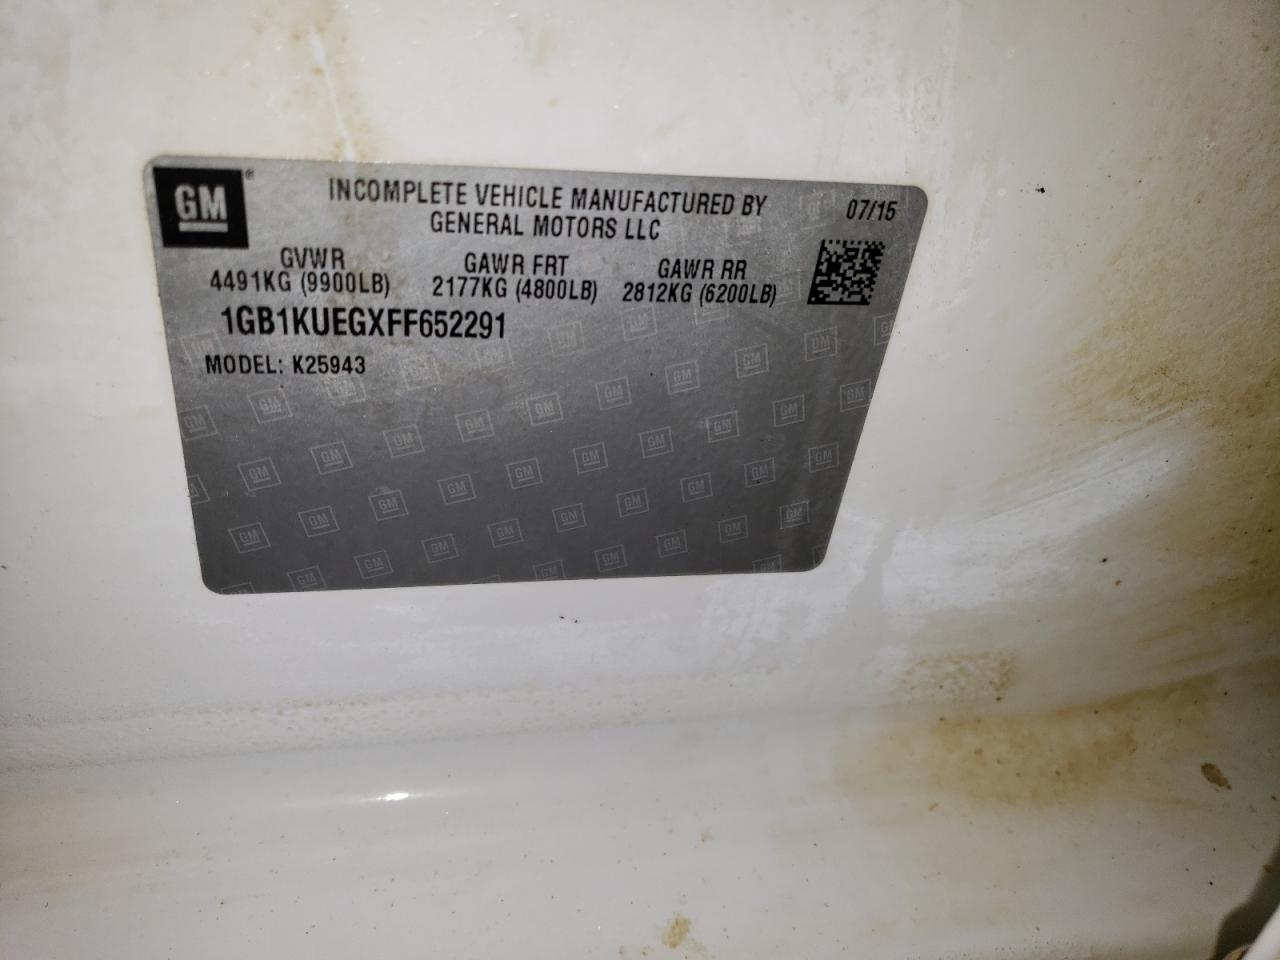 GM
INCOMPLETE VEHICLE MANUFACTURED BY
GENERAL MOTORS LLC
07/15
GVWR GAWR FRT GAWR RR
4491KG (9900LB) 2177KG (4800LB) 2812KG (6200LB)
1GB1KUEGXFF652291
MODEL: K25943